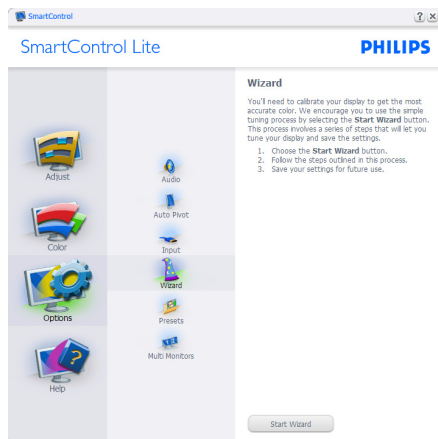 SmartControl
? x
SmartControl Lite
PHILIPS
Adjust
Color
Options
Help
Audio
Auto Pivot
Input
Wizard
Presets
Multi Monitors
Wizard
You'll need to calibrate your display to get the most
accurate color. We encourage you to use the simple
tuning process by selecting the Start Wizard button.
This process involves a series of steps that will let you
tune your display and save the settings.
1. Choose the Start Wizard button.
2. Follow the steps outlined in this process.
3. Save your settings for future use.
Start Wizard